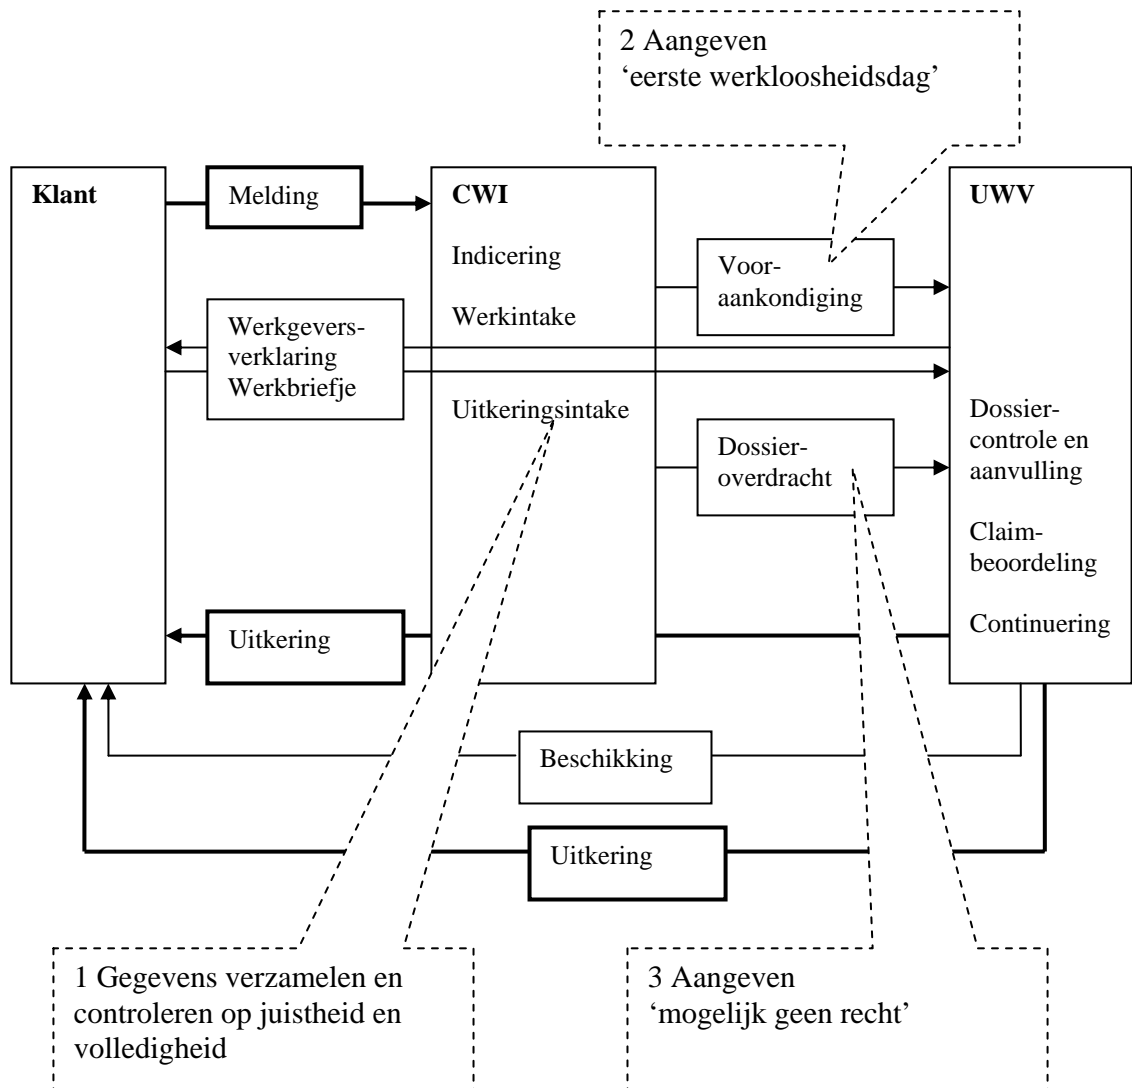 2 Aangeven
‘eerste werkloosheidsdag’
Klant
Melding
CWI
UWV
Indicering
Voor-
aankondiging
Werkintake
Werkgevers-
verklaring
Werkbriefje
Uitkeringsintake
Dossier-
overdracht
Dossier-
controle en
aanvulling
Claim-
beoordeling
Continuering
Uitkering
Beschikking
Uitkering
1 Gegevens verzamelen en
controleren op juistheid en
volledigheid
3 Aangeven
‘mogelijk geen recht’